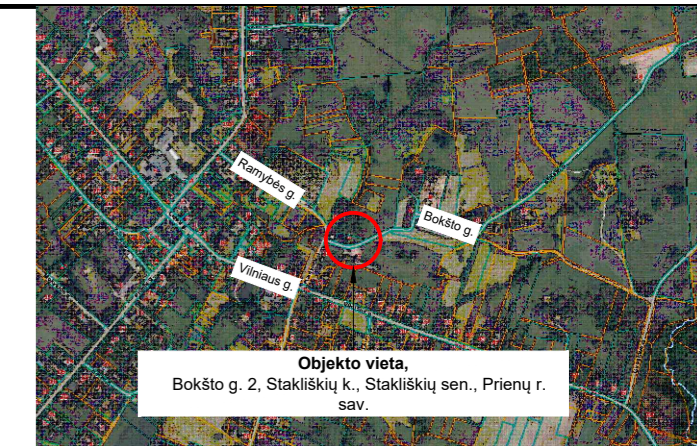 Ramybės g.
Bokšto g.
Vilniaus g.
Objekto vieta,
Bokšto g. 2, Stakliškių k., Stakliškių sen., Prienų r.
sav.